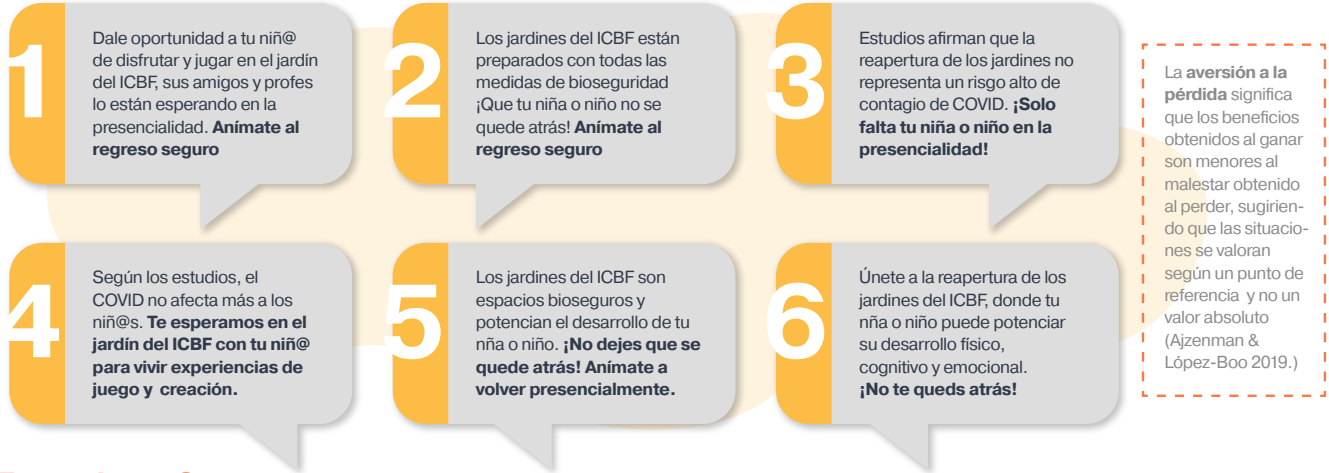 1
Dale oportunidad a tu niñ@
de disfrutar y jugar en el jardín
del ICBF, sus amigos y profes
lo están esperando en la
presencialidad. Anímate al
regreso seguro
2
Los jardines del ICBF están
preparados con todas las
medidas de bioseguridad
¡Que tu niña o niño no se
quede atrás! Anímate al
regreso seguro
3
Estudios afirman que la
reapertura de los jardines no
representa un risgo alto de
contagio de COVID. ¡Solo
falta tu niña o niño en la
presencialidad!
La aversión a la
pérdida significa
que los beneficios
obtenidos al ganar
son menores al
malestar obtenido
al perder, sugirien-
do que las situacio-
nes se valoran
según un punto de
referencia y no un
valor absoluto
(Ajzenman &
López-Boo 2019.)
4
Según los estudios, el
COVID no afecta más a los
niñ@s. Te esperamos en el
jardín del ICBF con tu niñ@
para vivir experiencias de
juego y creación.
5
Los jardines del ICBF son
espacios bioseguros y
potencian el desarrollo de tu
nña o niño. ¡No dejes que se
quede atrás! Anímate a
volver presencialmente.
6
Únete a la reapertura de los
jardines del ICBF, donde tu
nña o niño puede potenciar
su desarrollo físico,
cognitivo y emocional.
¡No te queds atrás!